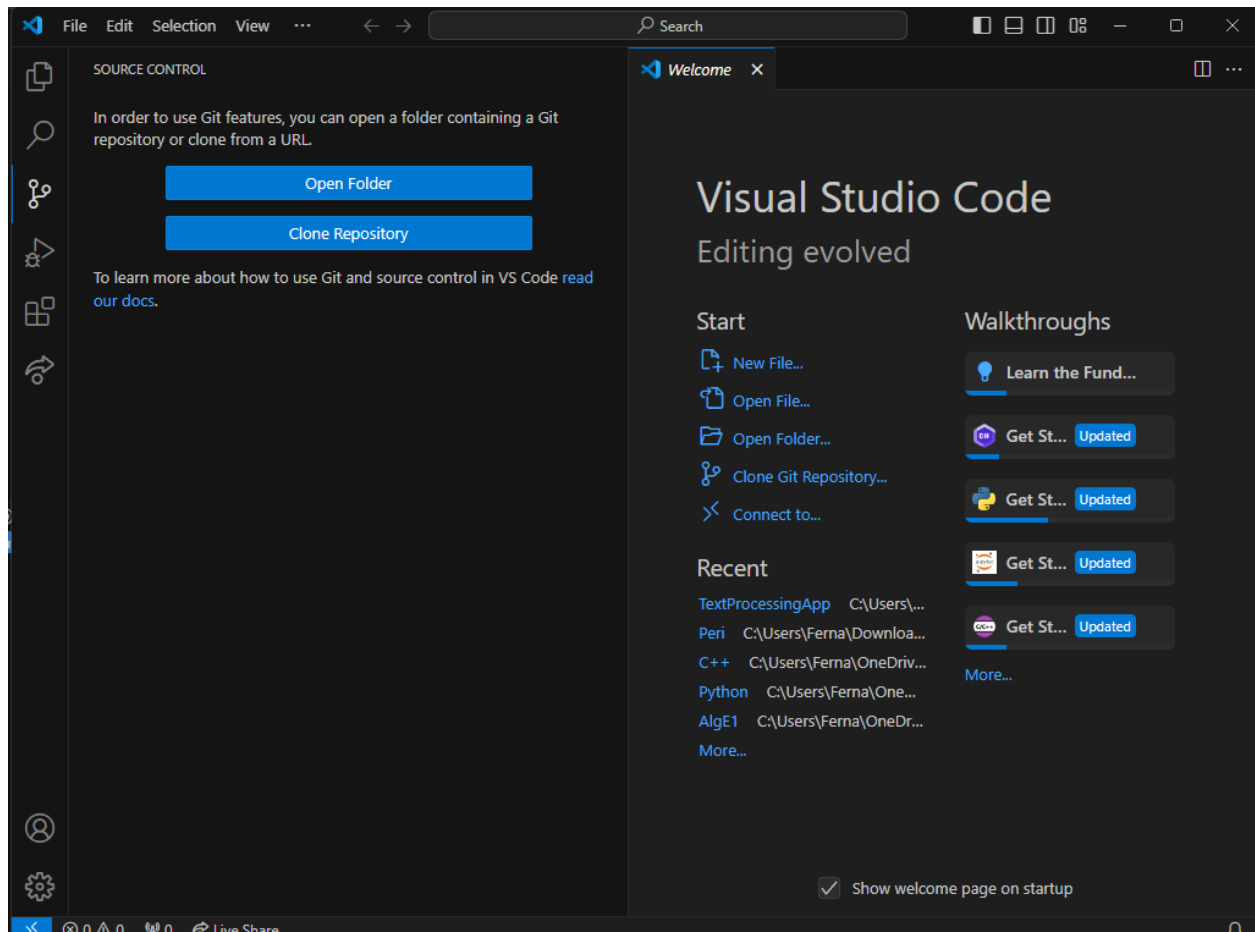 File Edit Selection View ··· Search
SOURCE CONTROL
In order to use Git features, you can open a folder containing a Git
repository or clone from a URL.
Open Folder
Clone Repository
To learn more about how to use Git and source control in VS Code read
our docs.
Welcome
Visual Studio Code
Editing evolved
Start
New File...
Open File...
Open Folder...
Clone Git Repository...
Connect to...
Recent
TextProcessingApp C:\Users\...
Peri C:\Users\Ferna\Downloa...
C++ C:\Users\Ferna\OneDriv...
Python C:\Users\Ferna\One...
AlgE1 C:\Users\Ferna\OneDr...
More...
Walkthroughs
Learn the Fund...
C# Get St... Updated
Get St... Updated
Get St... Updated
C/C++ Get St... Updated
More...
Show welcome page on startup
0 0 0 Live Share